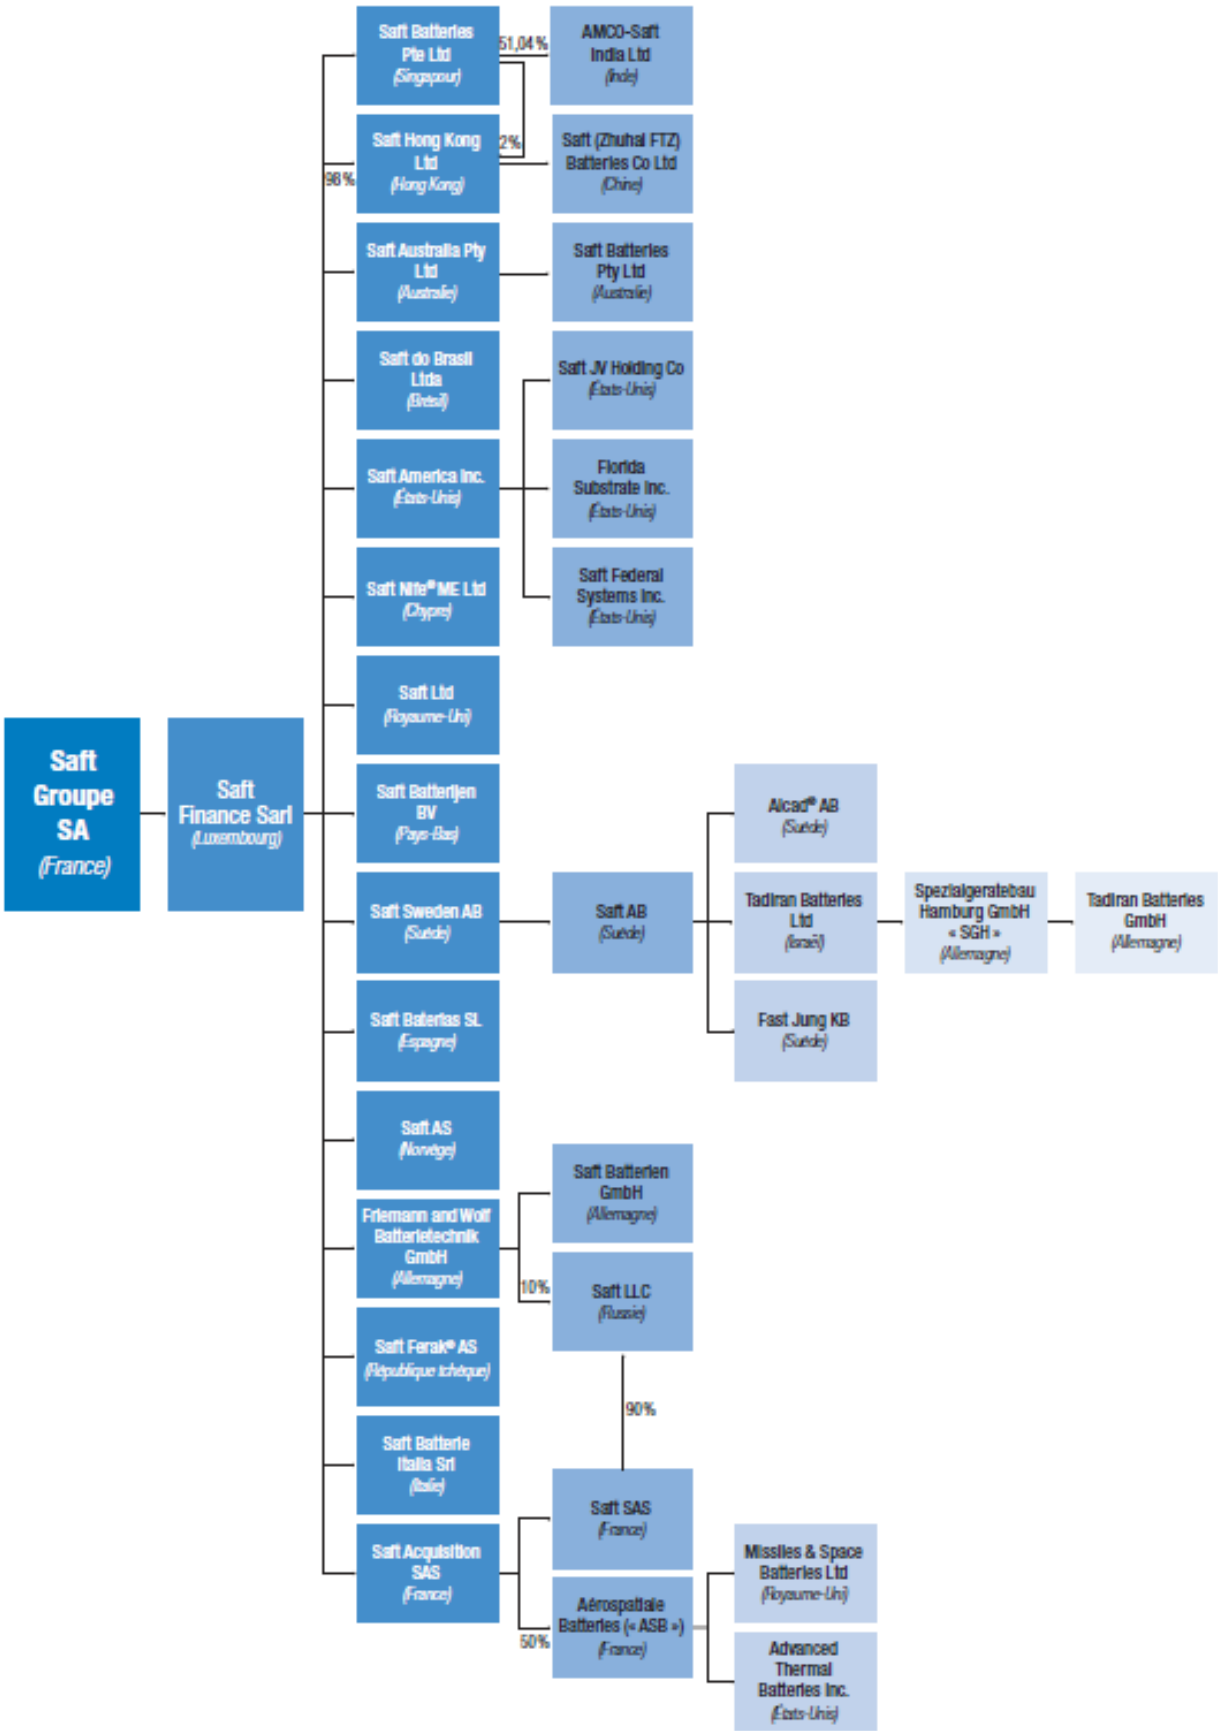 Saft
Groupe
SA
(France)
Saft
Finance Sarl
(Luxembourg)
Saft Batteries
Pte Ltd
(Singapour)
51,04%
AMCO-Saft
India Ltd
(Inde)
98%
Saft Hong Kong
Ltd
(Hong Kong)
2%
Saft (Zhuhai FTZ)
Batteries Co Ltd
(Chine)
Saft Australia Pty
Ltd
(Australie)
Saft Batteries
Pty Ltd
(Australie)
Saft do Brasil
Ltda
(Brésil)
Saft JV Holding Co
(États-Unis)
Saft America Inc.
(États-Unis)
Florida
Substrate Inc.
(États-Unis)
Saft Nife® ME Ltd
(Chypre)
Saft Federal
Systems Inc.
(États-Unis)
Saft Ltd
(Royaume-Uni)
Saft Batterijen
BV
(Pays-Bas)
Alcad® AB
(Suède)
Saft Sweden AB
(Suède)
Saft AB
(Suède)
Tadiran Batteries
Ltd
(Israël)
Spezialgeratebau
Hamburg GmbH
« SGH »
(Allemagne)
Tadiran Batteries
GmbH
(Allemagne)
Saft Baterias SL
(Espagne)
Fast Jung KB
(Suède)
Saft AS
(Norvège)
Saft Batterien
GmbH
(Allemagne)
Friemann and Wolf
Batterietechnik
GmbH
(Allemagne)
10%
Saft LLC
(Russie)
Saft Ferak® AS
(République tchèque)
90%
Saft Batterie
Italia Srl
(Italie)
Saft SAS
(France)
Saft Acquisition
SAS
(France)
50%
Aérospatiale
Batteries (« ASB »)
(France)
Missiles & Space
Batteries Ltd
(Royaume-Uni)
Advanced
Thermal
Batteries Inc.
(États-Unis)